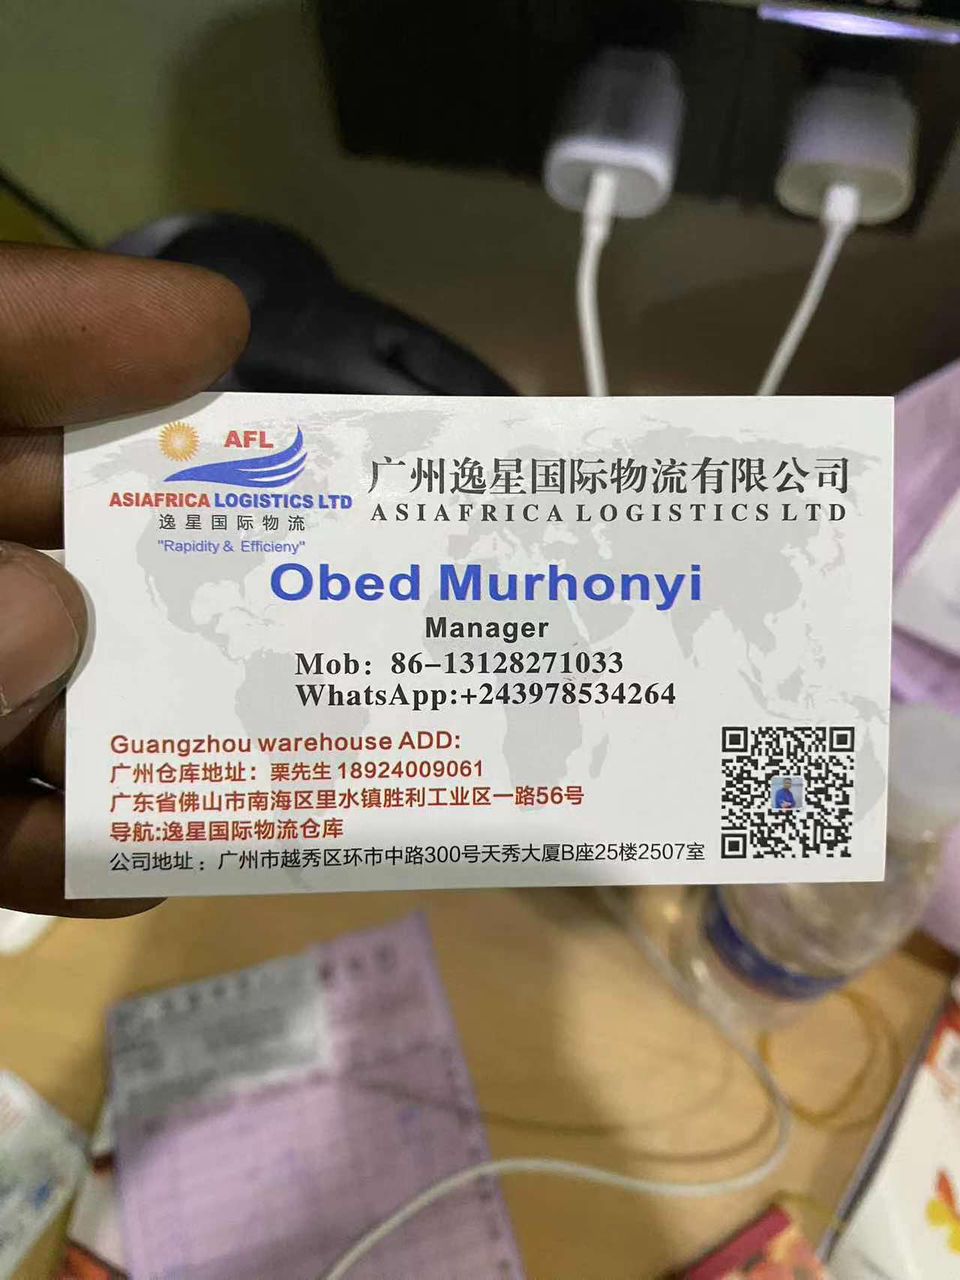 AFL
ASIAFRICA LOGISTICS LTD
逸星国际物流
"Rapidity & Efficieny"
广州逸星国际物流有限公司
ASIAFRICA LOGISTICS LTD
Obed Murhonyi
Manager
Mob: 86-13128271033
WhatsApp:+243978534264
Guangzhou warehouse ADD:
广州仓库地址：栗先生 18924009061
广东省佛山市南海区里水镇胜利工业区一路56号
导航:逸星国际物流仓库
公司地址：广州市越秀区环市中路300号天秀大厦B座25楼2507室